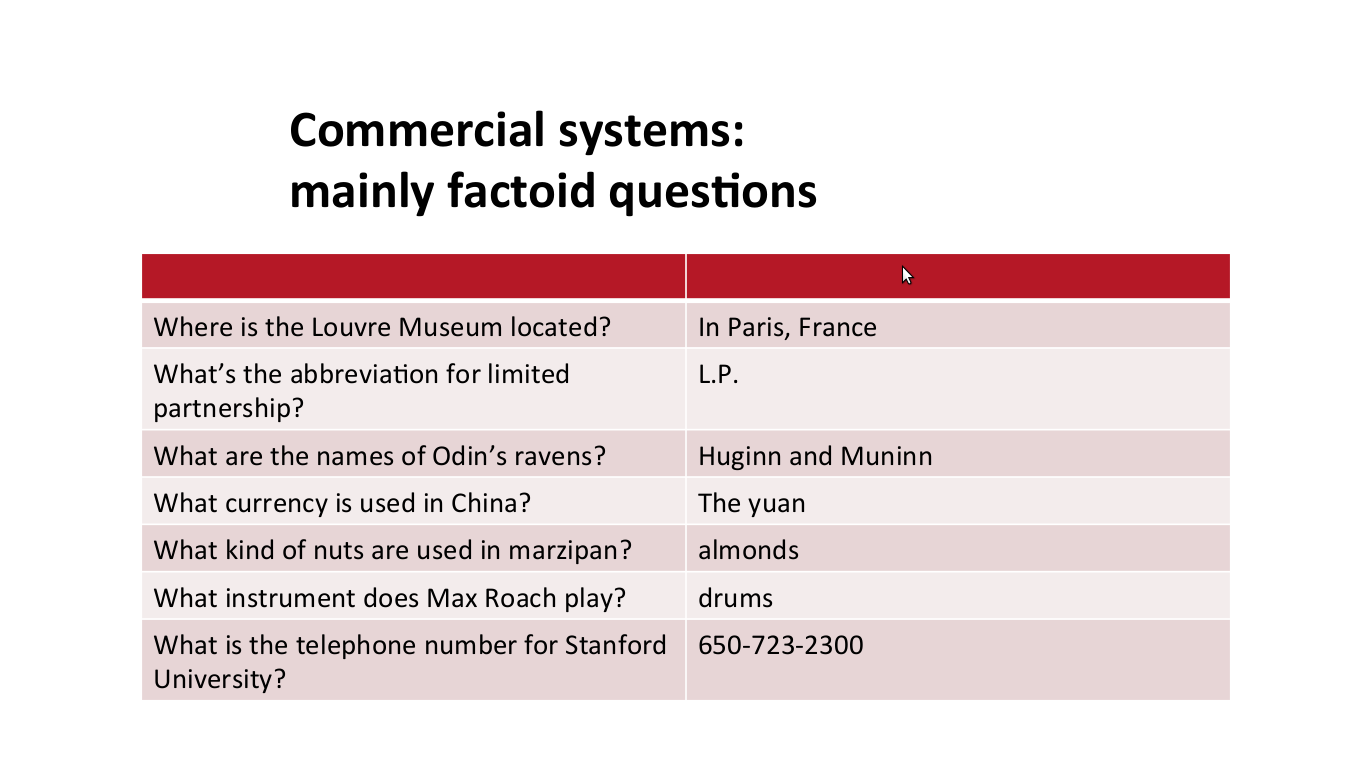 Commercial systems:
mainly factoid questions
Where is the Louvre Museum located?
In Paris, France
What’s the abbreviation for limited
partnership?
L.P.
What are the names of Odin’s ravens?
Huginn and Muninn
What currency is used in China?
The yuan
What kind of nuts are used in marzipan?
almonds
What instrument does Max Roach play?
drums
What is the telephone number for Stanford
University?
650-723-2300